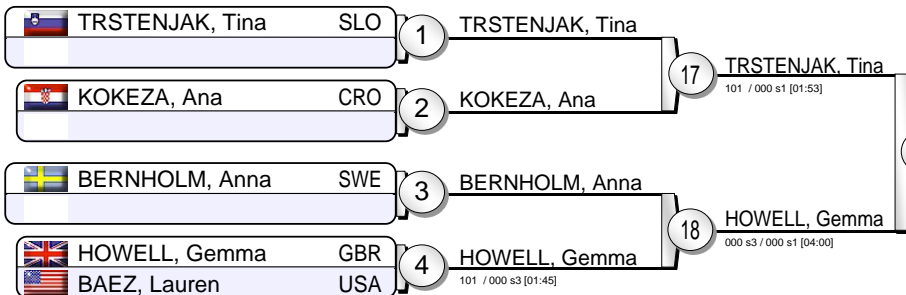 TRSTENJAK, Tina SLO
1
TRSTENJAK, Tina
KOKEZA, Ana CRO
2
KOKEZA, Ana
17
TRSTENJAK, Tina
101 / 000 s1 [01:53]
BERNHOLM, Anna SWE
3
BERNHOLM, Anna
HOWELL, Gemma GBR
BAEZ, Lauren USA
4
HOWELL, Gemma
101 / 000 s3 [01:45]
18
HOWELL, Gemma
000 s3 / 000 s1 [04:00]